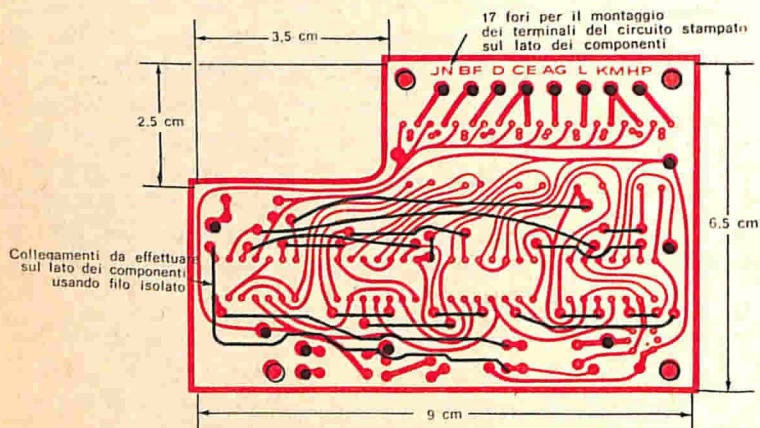 17 fori per il montaggio
dei terminali del circuito stampato
sul lato dei componenti
3,5 cm
JN BF D CE AG L KMHP
2.5 cm
6.5 cm
Collegamenti da effettuare
sul lato dei componenti
usando filo isolato
9 cm